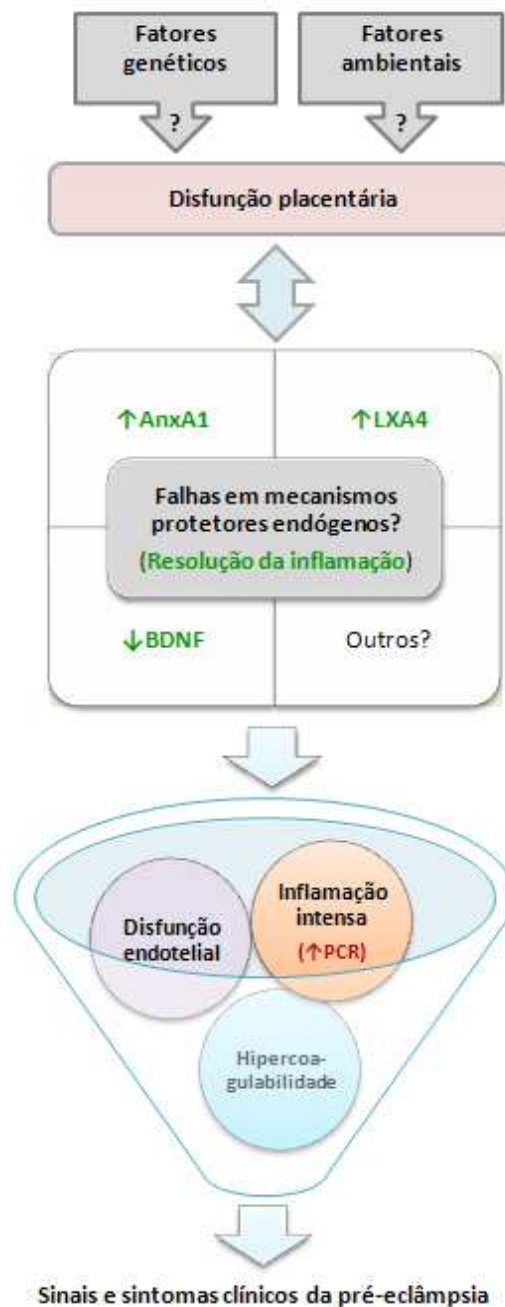 Fatores
genéticos
Fatores
ambientais
?
?
Disfunção placentária
↑AnxA1
↑LXA4
Falhas em mecanismos
protetores endógenos?
(Resolução da inflamação)
↓BDNF
Outros?
Disfunção
endotelial
Inflamação
intensa
(↑PCR)
Hipercoa-
gulabilidade
Sinais e sintomas clínicos da pré-eclâmpsia